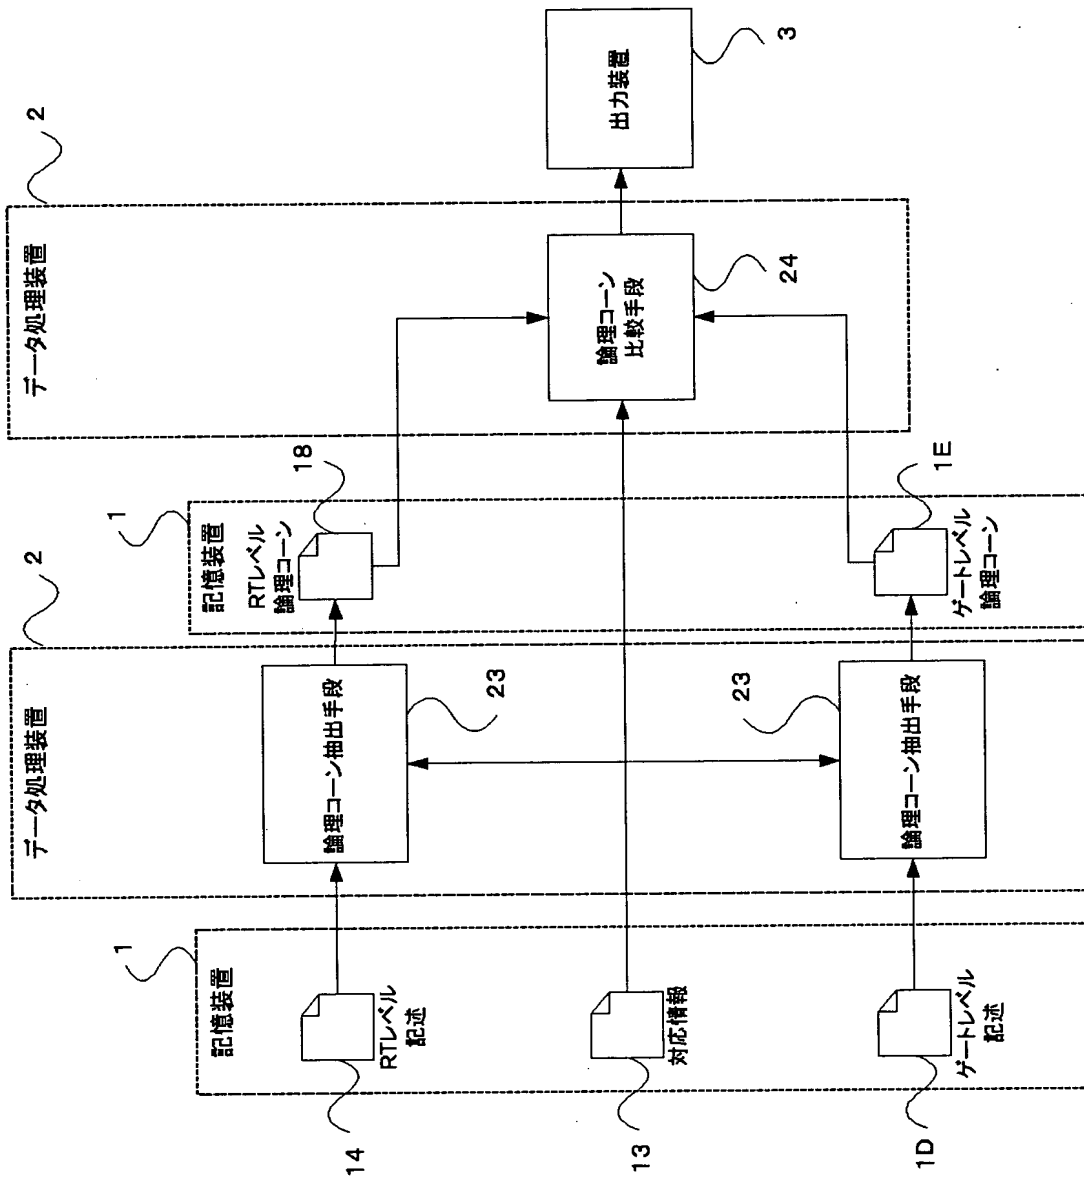 記憶装置
1
RTレベル
記述
14
対応情報
13
ゲートレベル
記述
1D
データ処理装置
2
論理コーン抽出手段
23
論理コーン抽出手段
23
記憶装置
1
RTレベル
論理コーン
18
ゲートレベル
論理コーン
1E
データ処理装置
2
論理コーン
比較手段
24
出力装置
3